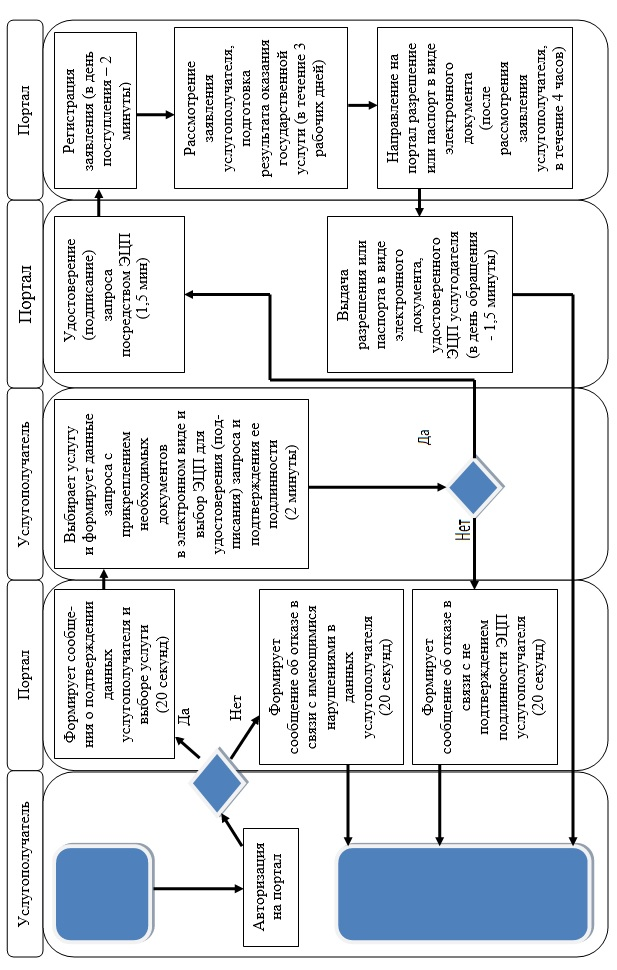 Услугополучатель
Портал
Услугополучатель
Портал
Портал
Авторизация
на портал
Да
Нет
Формирует сообще-
ния о подтверждении
данных
услугополучателя и
выборе услуги
(20 секунд)
Формирует
сообщение об отказе в
связи с имеющимися
нарушениями в
данных
услугополучателя
(20 секунд)
Формирует
сообщение об отказе в
связи с не
подтверждением
подлинности ЭЦП
услугополучателя
(20 секунд)
Выбирает услугу
и формирует данные
запроса с
прикреплением
необходимых
документов
в электронном виде и
выбор ЭЦП для
удостоверения (под-
писания) запроса и
подтверждения ее
подлинности
(2 минуты)
Да
Нет
Удостоверение
(подписание)
запроса
посредством ЭЦП
(1,5 мин)
Регистрация
заявления (в день
поступления – 2
минуты)
Рассмотрение
заявления
услугополучателя,
подготовка
результата оказания
государственной
услуги (в течение 3
рабочих дней)
Направление на
портал разрешение
или паспорт в виде
электронного
документа
(после
рассмотрения
заявления
услугополучателя,
в течение 4 часов)
Выдача
разрешения или
паспорта в виде
электронного
документа,
удостоверенного
ЭЦП услугодателя
(в день обращения
- 1,5 минуты)